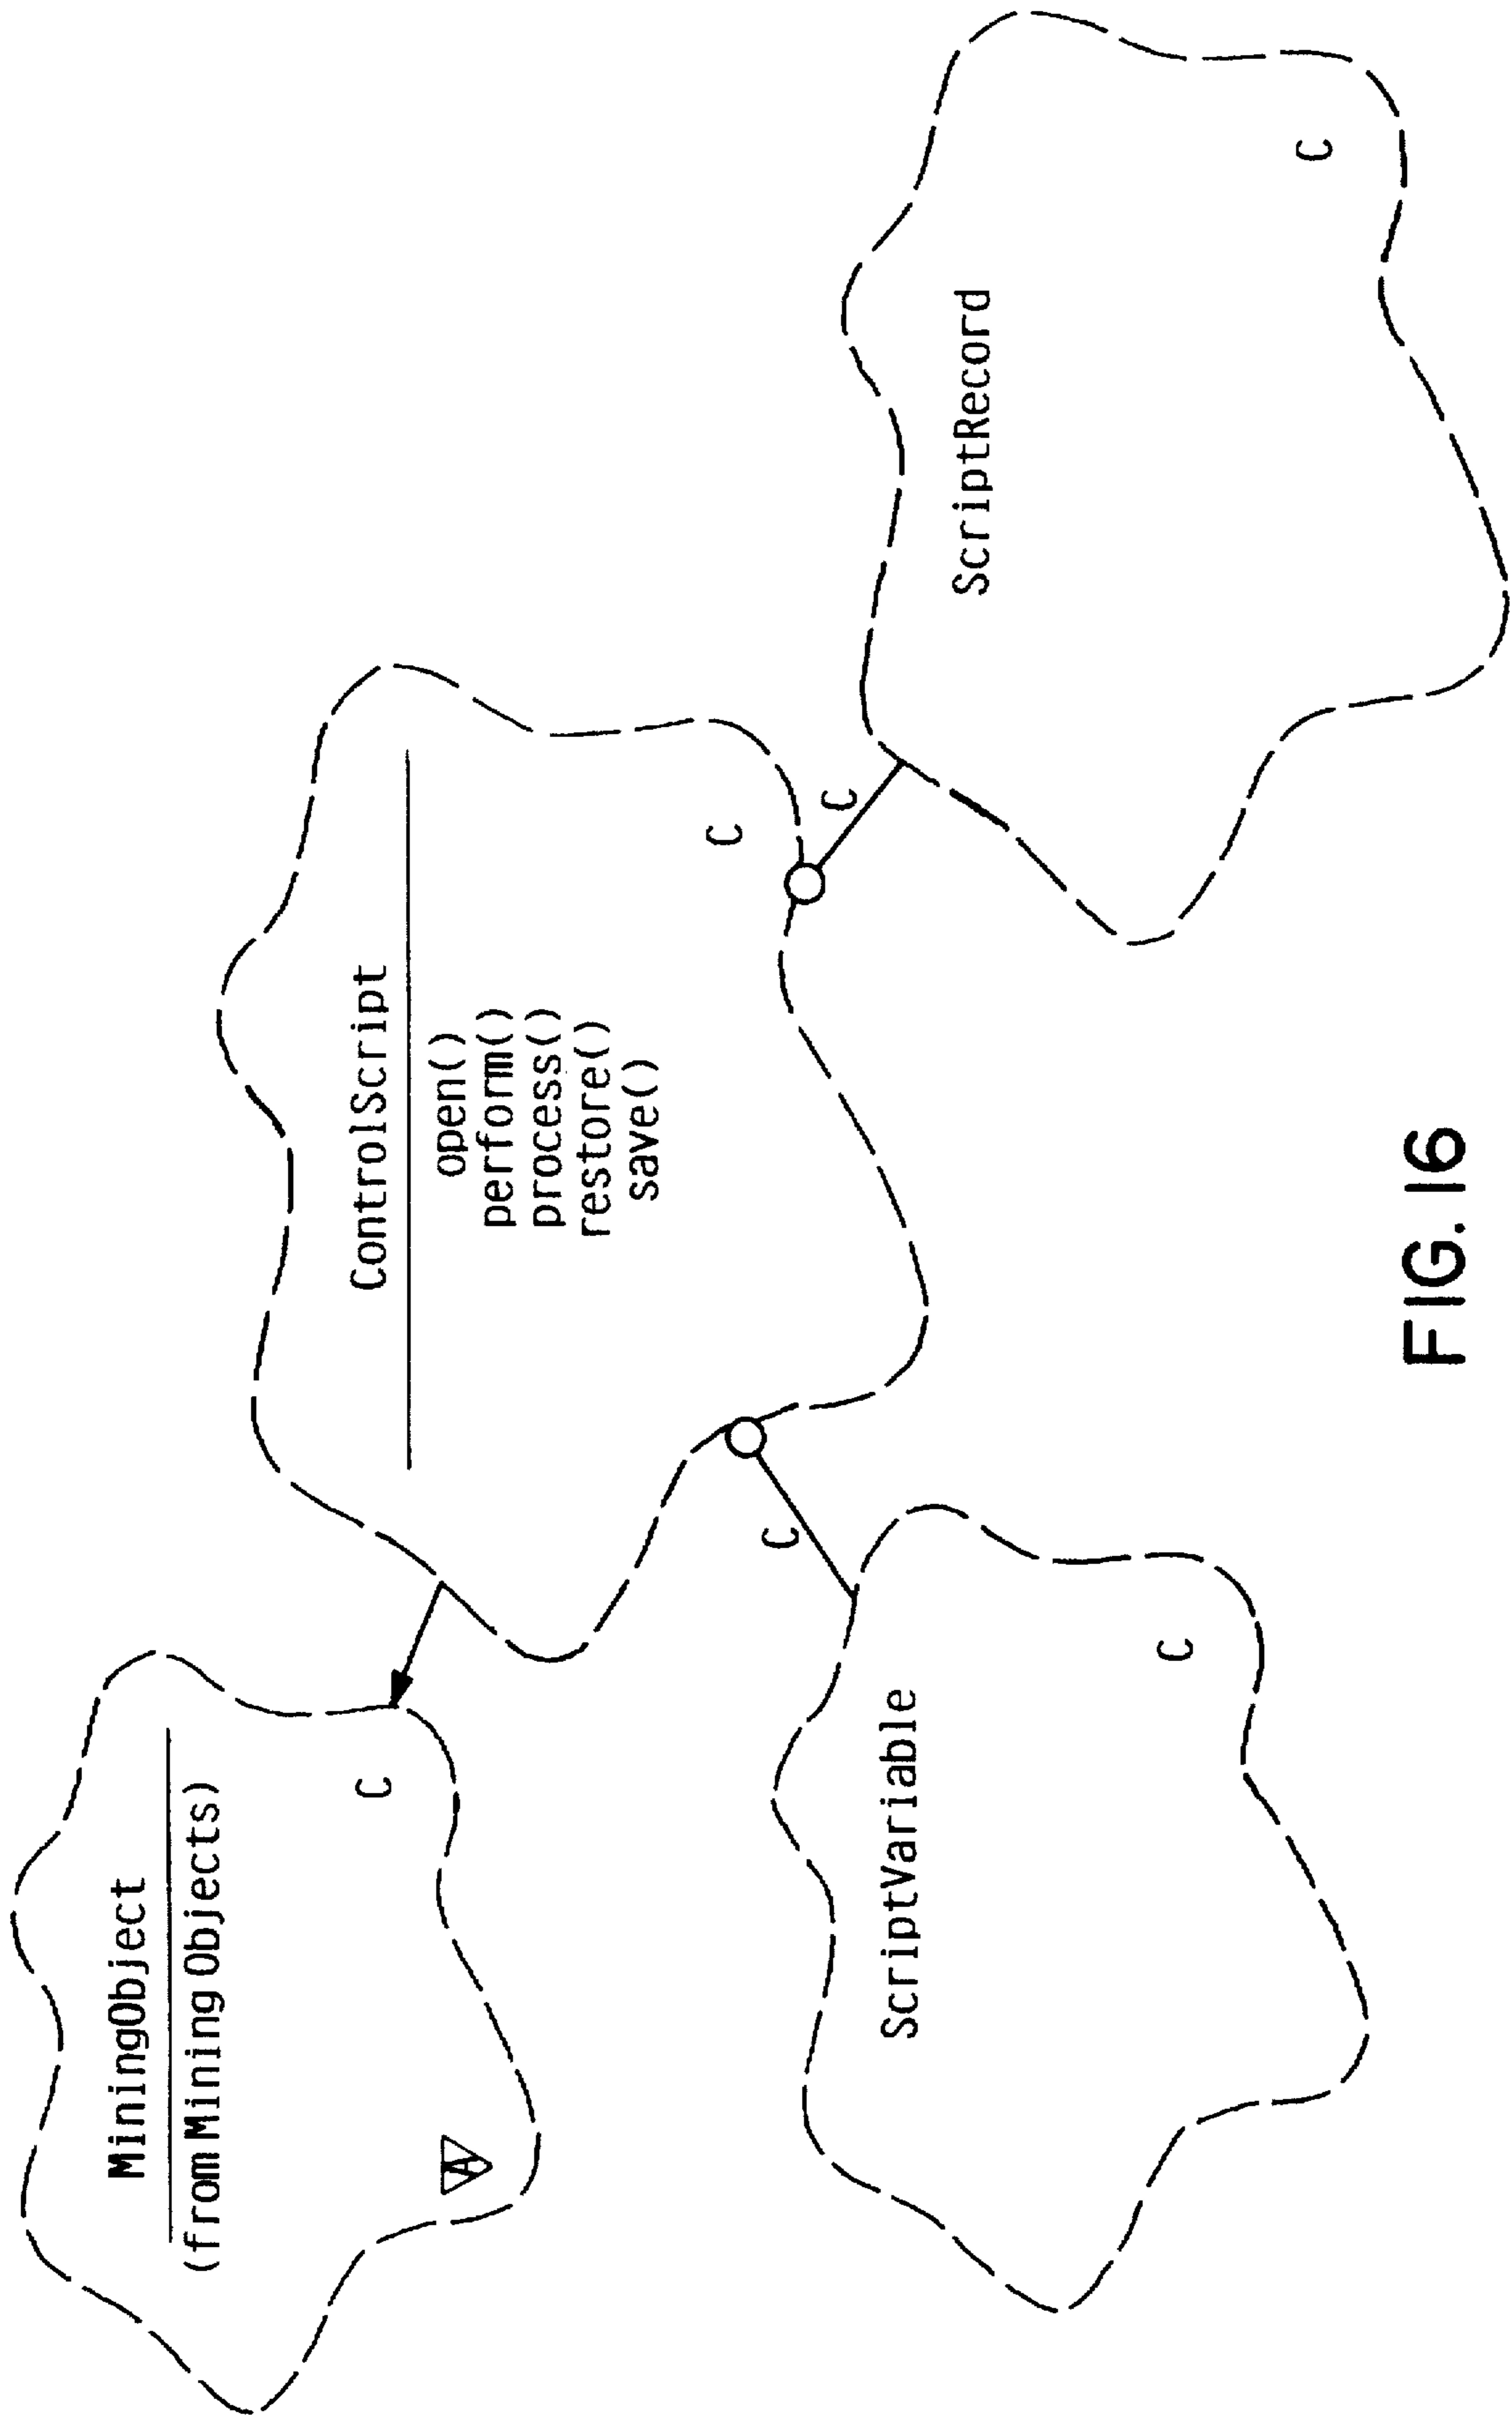 MiningObject
(from Mining Objects)
C
A
ControlScript
open()
perform()
process()
restore()
save()
C
C
C
ScriptVariable
C
ScriptRecord
C
FIG. 16